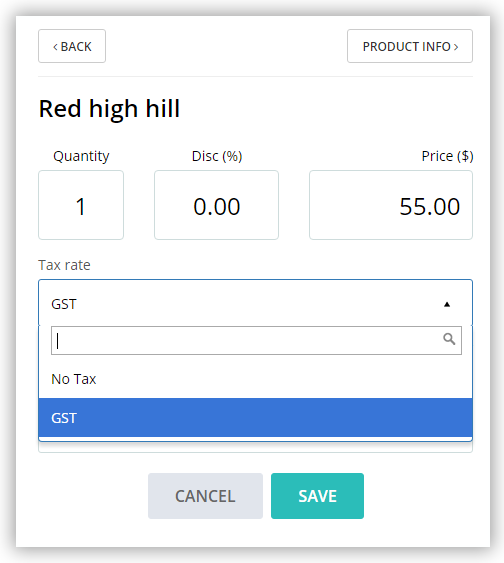 ‹ BACK PRODUCT INFO ›
Red high hill
Quantity Disc (%) Price ($)
1 0.00 55.00
Tax rate
GST
No Tax
GST
CANCEL SAVE